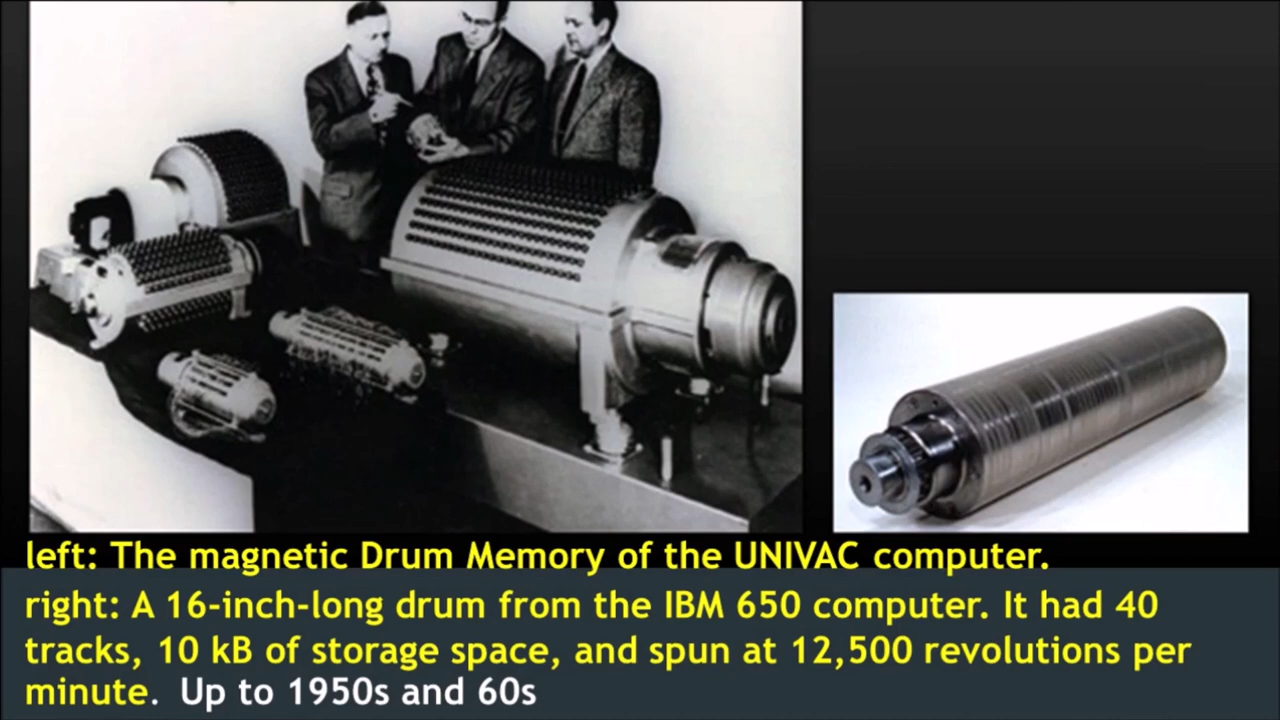 left: The magnetic Drum Memory of the UNIVAC computer.
right: A 16-inch-long drum from the IBM 650 computer. It had 40
tracks, 10 kB of storage space, and spun at 12,500 revolutions per
minute. Up to 1950s and 60s